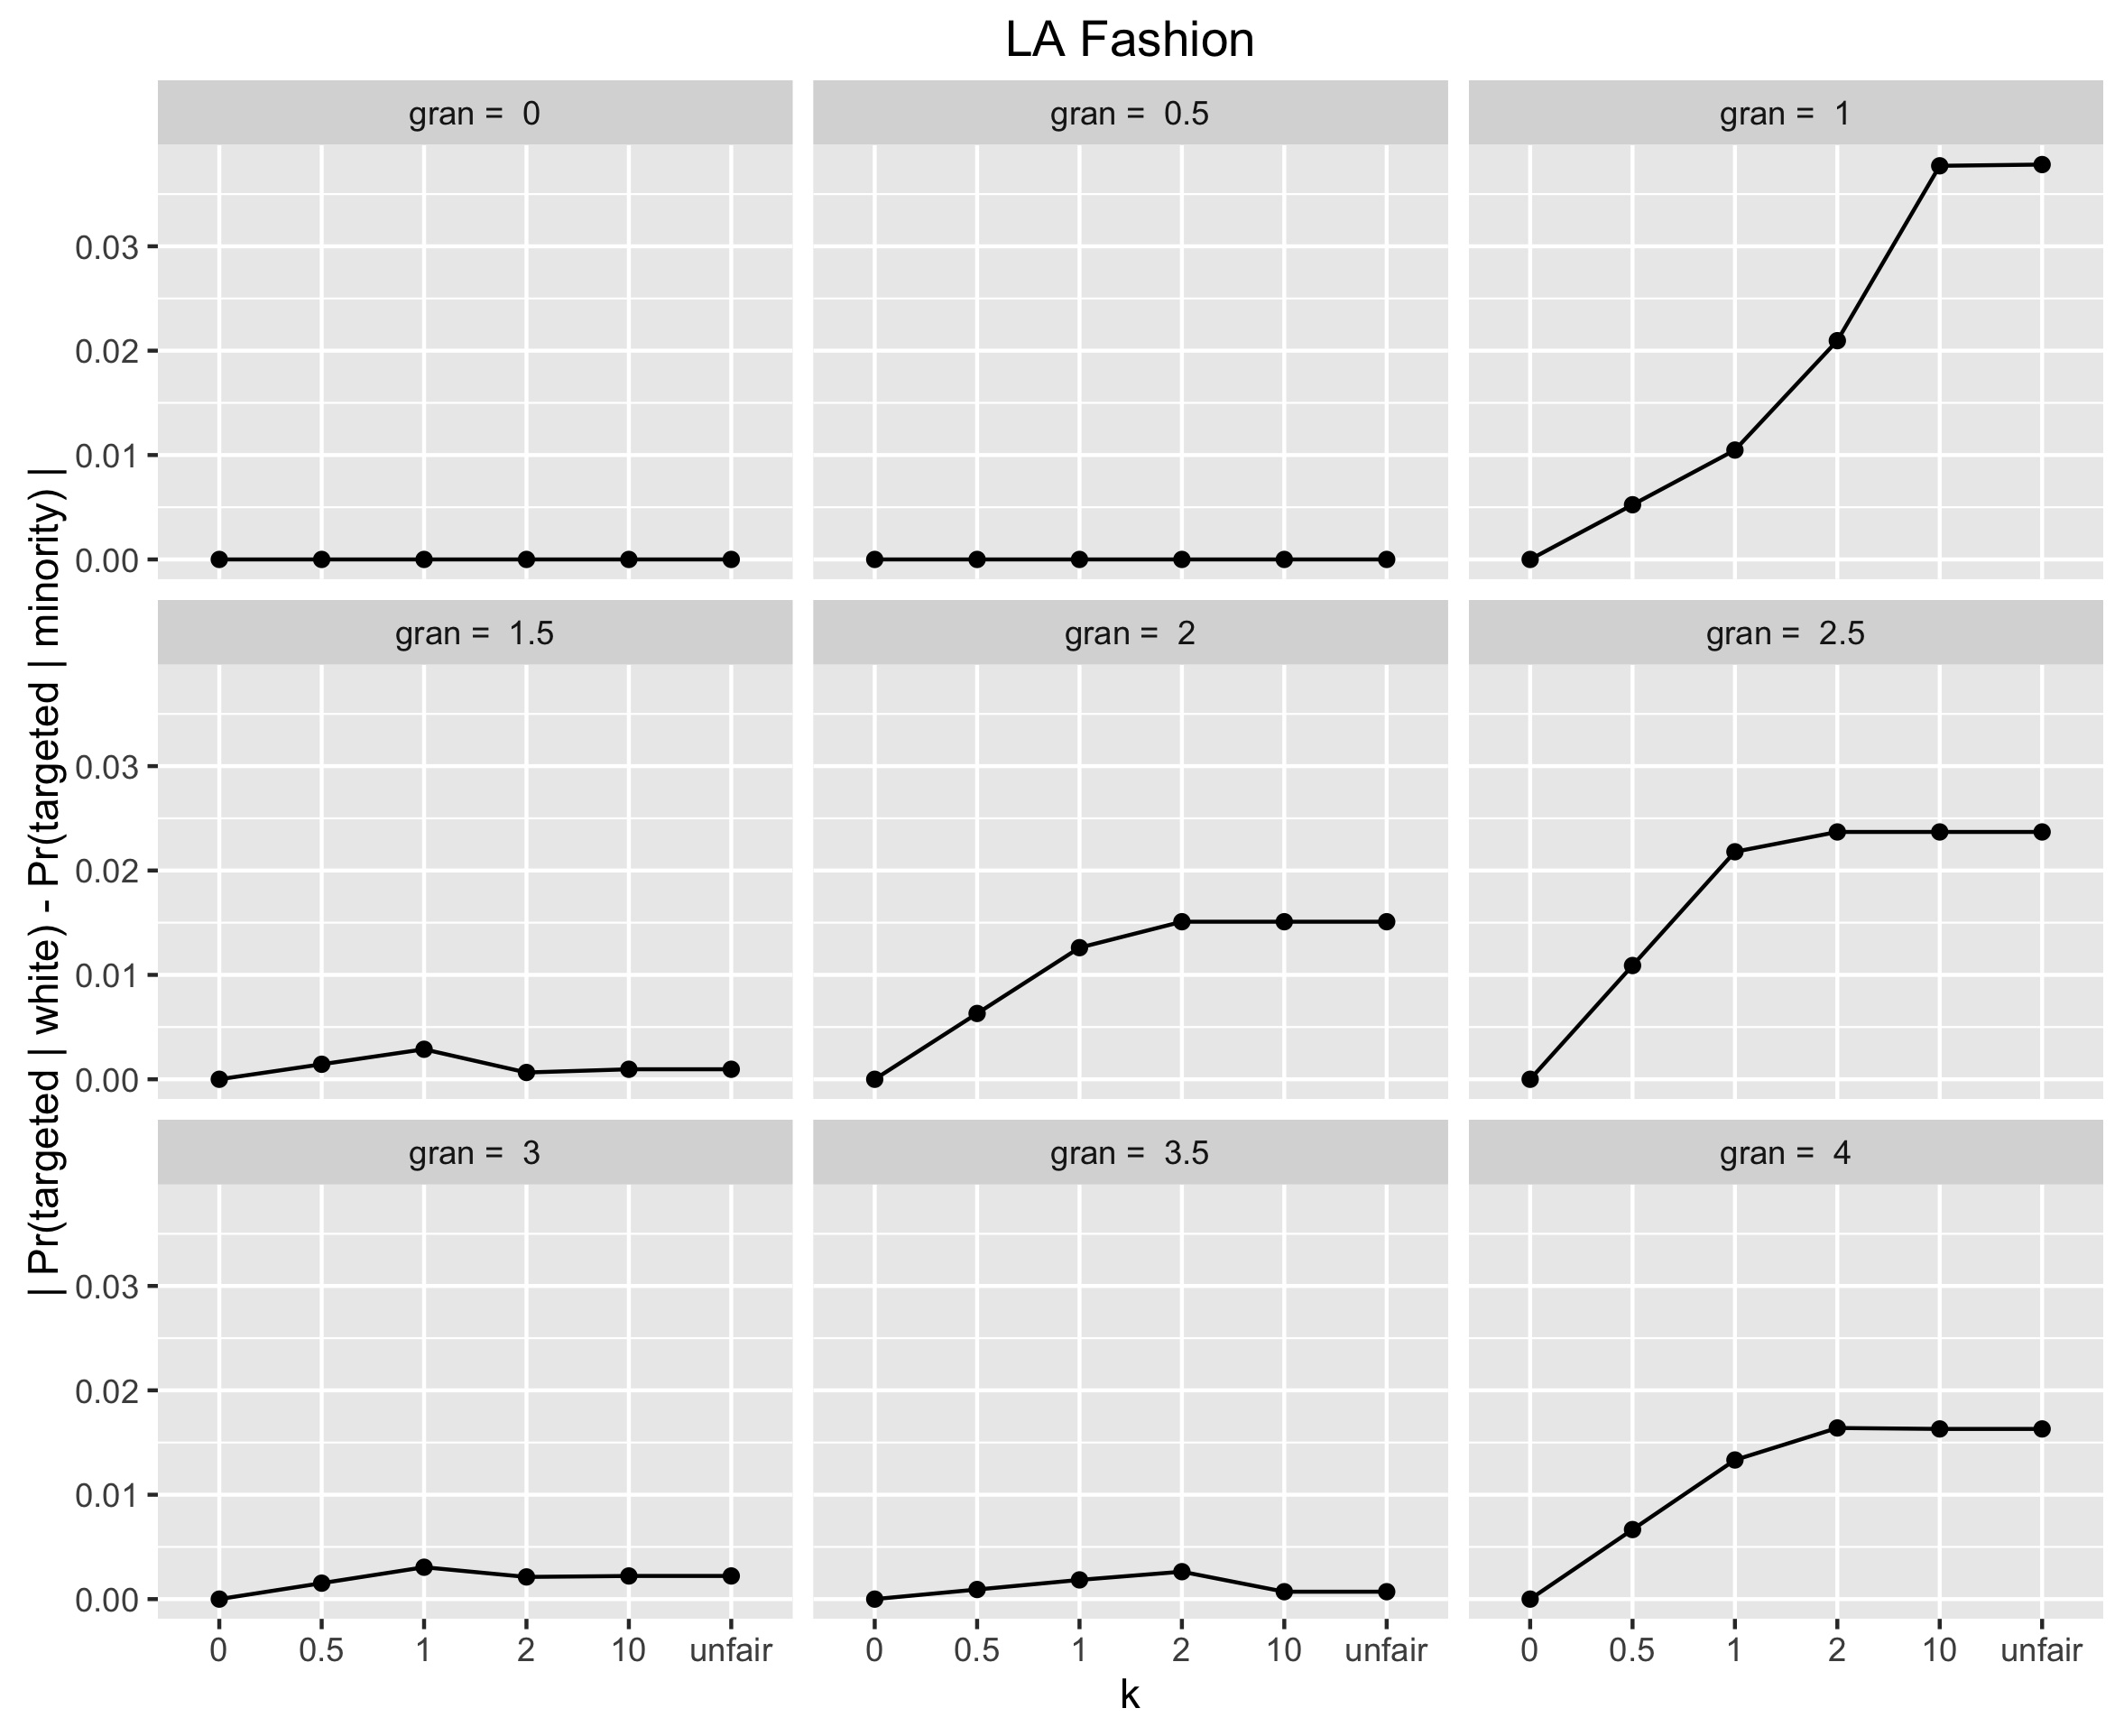 LA Fashion
gran = 0
gran = 0.5
gran = 1
0.03
0.02
0.01
0.00
gran = 1.5
gran = 2
gran = 2.5
0.03
0.02
0.01
0.00
gran = 3
gran = 3.5
gran = 4
0.03
0.02
0.01
0.00
0 0.5 1 2 10 unfair
0 0.5 1 2 10 unfair
0 0.5 1 2 10 unfair
k
| Pr(targeted | white) - Pr(targeted | minority) |